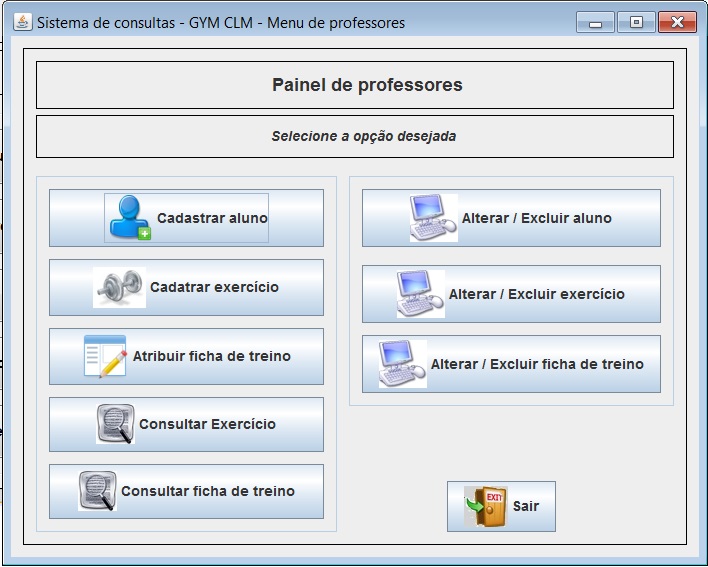 Sistema de consultas - GYM CLM - Menu de professores
Painel de professores
Selecione a opção desejada
Cadastrar aluno
Cadatrar exercício
Atribuir ficha de treino
Consultar Exercício
Consultar ficha de treino
Alterar / Excluir aluno
Alterar / Excluir exercício
Alterar / Excluir ficha de treino
EXIT
Sair